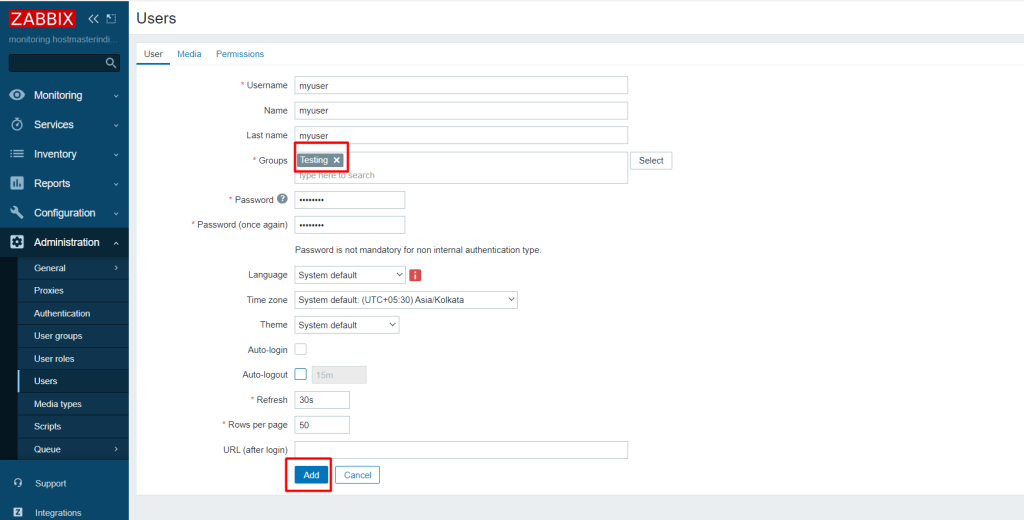 ZABBIX
monitoring.hostmasterindi...
Monitoring
Services
Inventory
Reports
Configuration
Administration
General
Proxies
Authentication
User groups
User roles
Users
Media types
Scripts
Queue
Support
Integrations
Users
User Media Permissions
* Username myuser
Name myuser
Last name myuser
* Groups Testing ✕ Select
type here to search
* Password ? ••••••••
* Password (once again) ••••••••
Password is not mandatory for non internal authentication type.
Language System default i
Time zone System default: (UTC+05:30) Asia/Kolkata
Theme System default
Auto-login
Auto-logout 15m
* Refresh 30s
* Rows per page 50
URL (after login)
Add Cancel